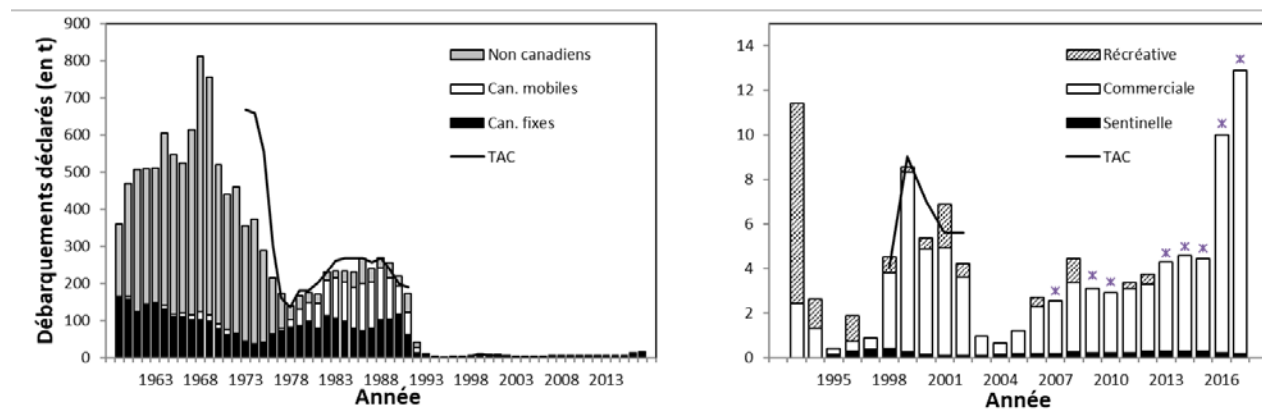 Débarquements déclarés (en t)
900
800
700
600
500
400
300
200
100
0
Non canadiens
Can. mobiles
Can. fixes
TAC
1963 1968 1973 1978 1983 1988 1993 1998 2003 2008 2013
Année
14
12
10
8
6
4
2
0
Récréative
Commerciale
Sentinelle
TAC
1995 1998 2001 2004 2007 2010 2013 2016
Année